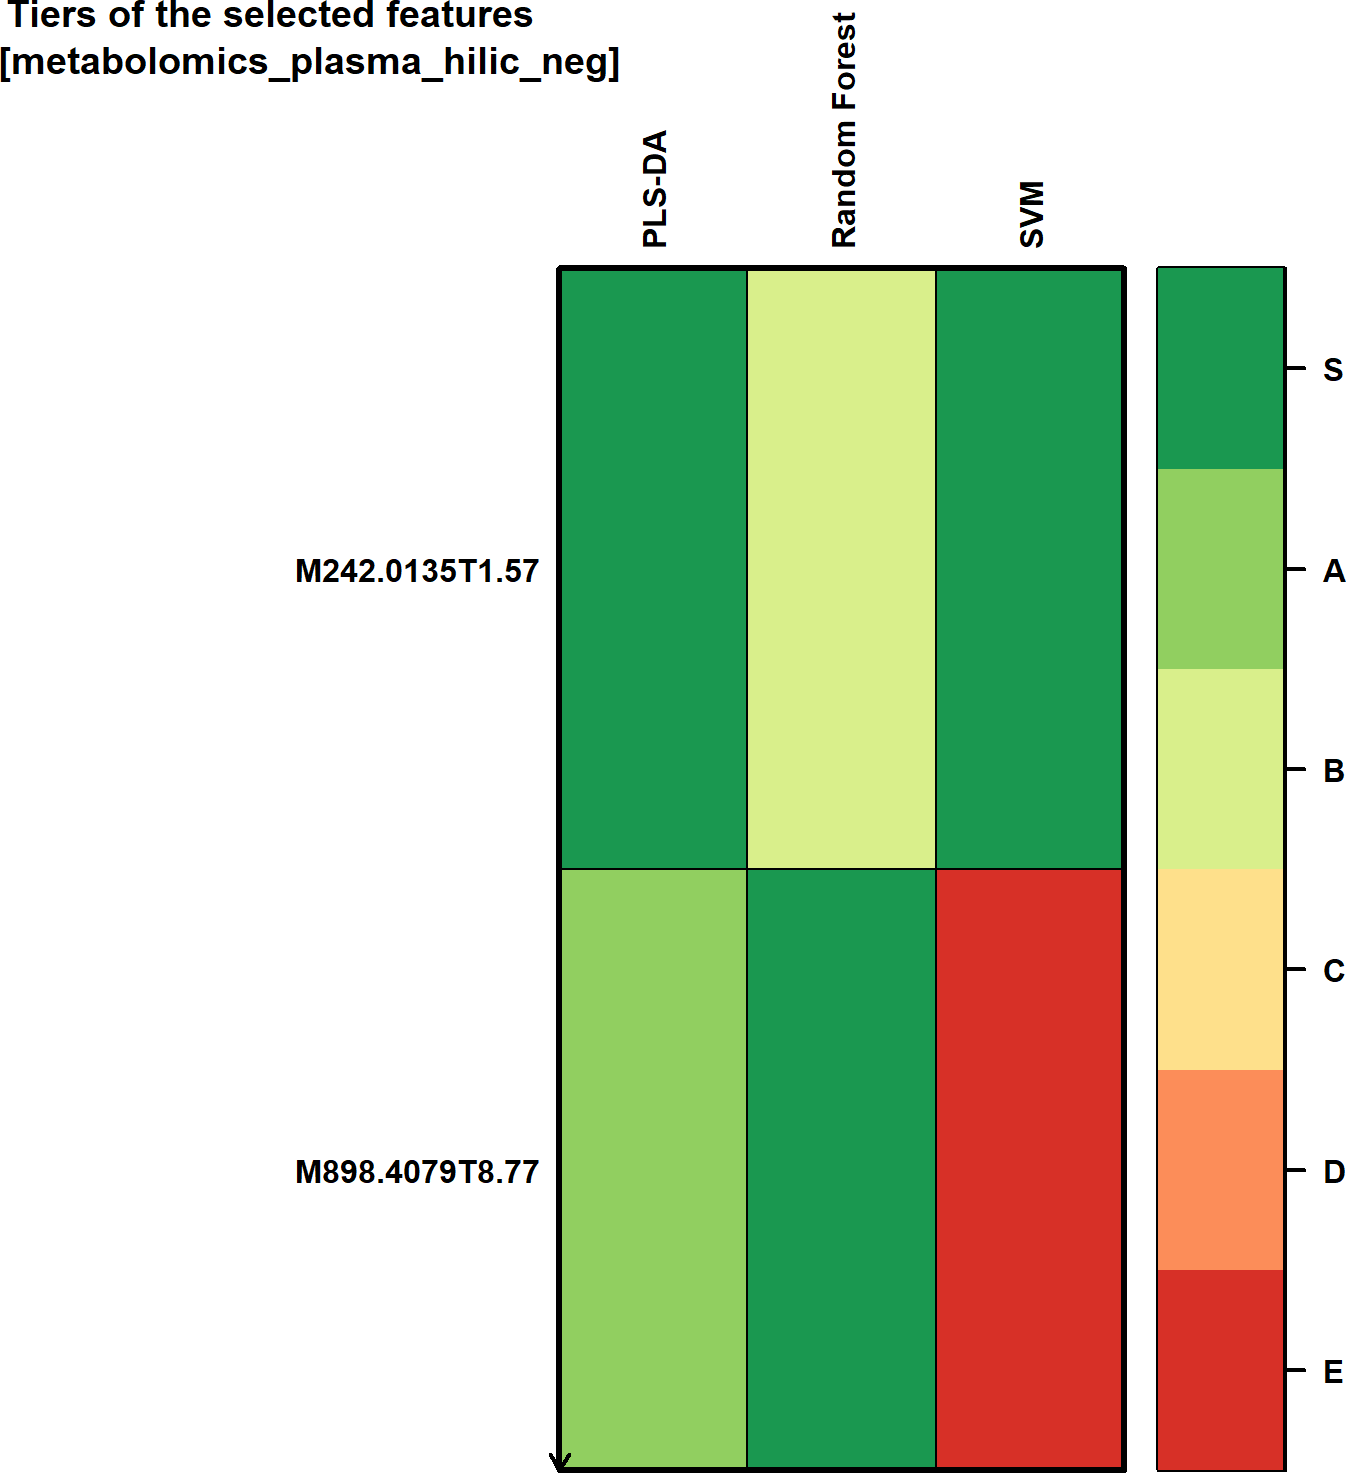 Tiers of the selected features
[metabolomics_plasma_hilic_neg]
PLS-DA
Random Forest
SVM
M242.0135T1.57
M898.4079T8.77
S
A
B
C
D
E